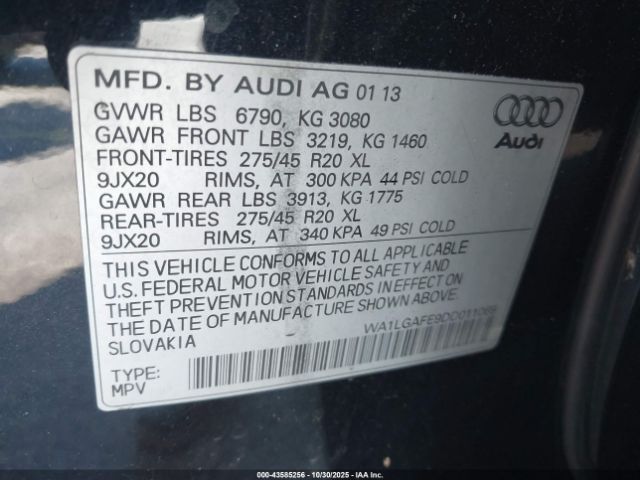 MFD. BY AUDI AG 01 13
GVWR LBS 6790, KG 3080
GAWR FRONT LBS 3219, KG 1460
FRONT-TIRES 275/45 R20 XL
9JX20 RIMS, AT 300 KPA 44 PSI COLD
GAWR REAR LBS 3913, KG 1775
REAR-TIRES 275/45 R20 XL
9JX20 RIMS, AT 340 KPA 49 PSI COLD
Audi
THIS VEHICLE CONFORMS TO ALL APPLICABLE
U.S. FEDERAL MOTOR VEHICLE SAFETY AND
THEFT PREVENTION STANDARDS IN EFFECT ON
THE DATE OF MANUFACTURE SHOWN ABOVE
SLOVAKIA
TYPE:
MPV
000-43585256 - 10/30/2025 - IAA Inc.